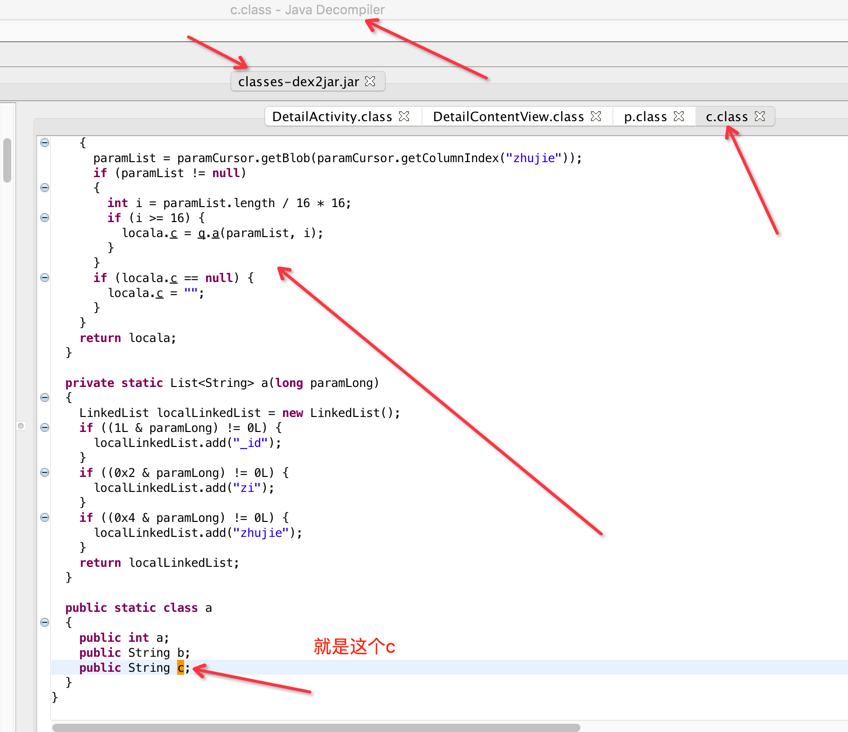 c.class - Java Decompiler
classes-dex2jar.jar
DetailActivity.class DetailContentView.class p.class c.class
{
paramList = paramCursor.getBlob(paramCursor.getColumnIndex("zhujie"));
if (paramList != null)
{
int i = paramList.length / 16 * 16;
if (i >= 16) {
locala.c = q.a(paramList, i);
}
}
if (locala.c == null) {
locala.c = "";
}
}
return locala;
}
private static List<String> a(long paramLong)
{
LinkedList localLinkedList = new LinkedList();
if ((1L & paramLong) != 0L) {
localLinkedList.add("_id");
}
if ((0x2 & paramLong) != 0L) {
localLinkedList.add("zi");
}
if ((0x4 & paramLong) != 0L) {
localLinkedList.add("zhujie");
}
return localLinkedList;
}
public static class a
{
public int a;
public String b;
就是这个c
public String c;
}
}